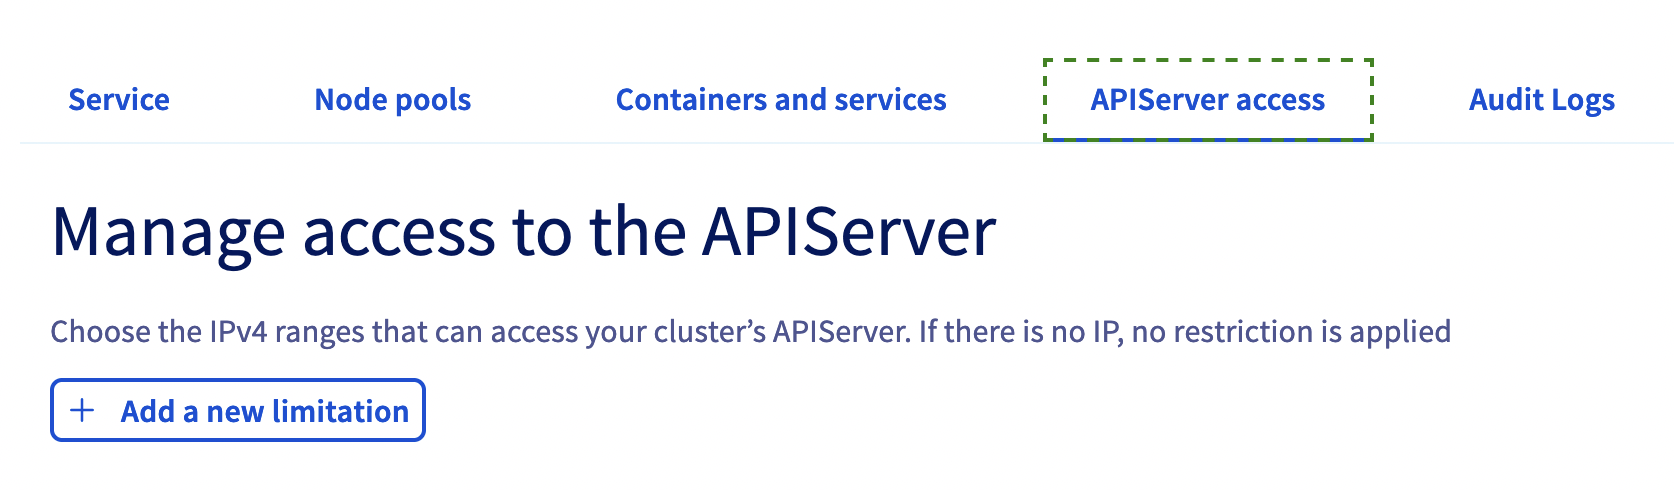 Service Node pools Containers and services APIServer access Audit Logs
Manage access to the APIServer
Choose the IPv4 ranges that can access your cluster’s APIServer. If there is no IP, no restriction is applied
+ Add a new limitation